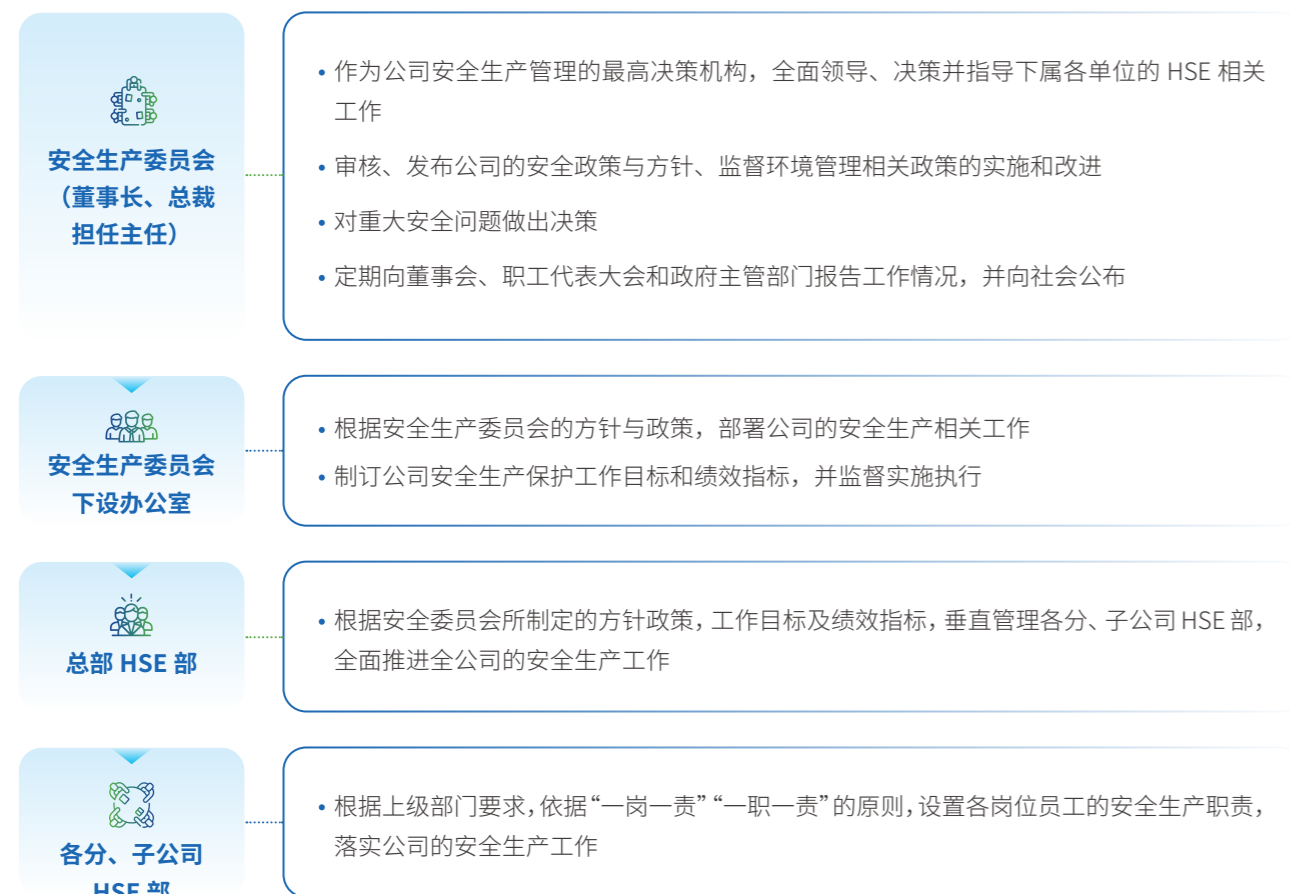 安全生产委员会
（董事长、总裁
担任主任）
• 作为公司安全生产管理的最高决策机构，全面领导、决策并指导下属各单位的 HSE 相关
工作
• 审核、发布公司的安全政策与方针、监督环境管理相关政策的实施和改进
• 对重大安全问题做出决策
• 定期向董事会、职工代表大会和政府主管部门报告工作情况，并向社会公布
安全生产委员会
下设办公室
• 根据安全生产委员会的方针与政策，部署公司的安全生产相关工作
• 制订公司安全生产保护工作目标和绩效指标，并监督实施执行
总部 HSE 部
• 根据安全委员会所制定的方针政策，工作目标及绩效指标，垂直管理各分、子公司 HSE 部，
全面推进全公司的安全生产工作
各分、子公司
HSE 部
• 根据上级部门要求，依据“一岗一责”“一职一责”的原则，设置各岗位员工的安全生产职责，
落实公司的安全生产工作